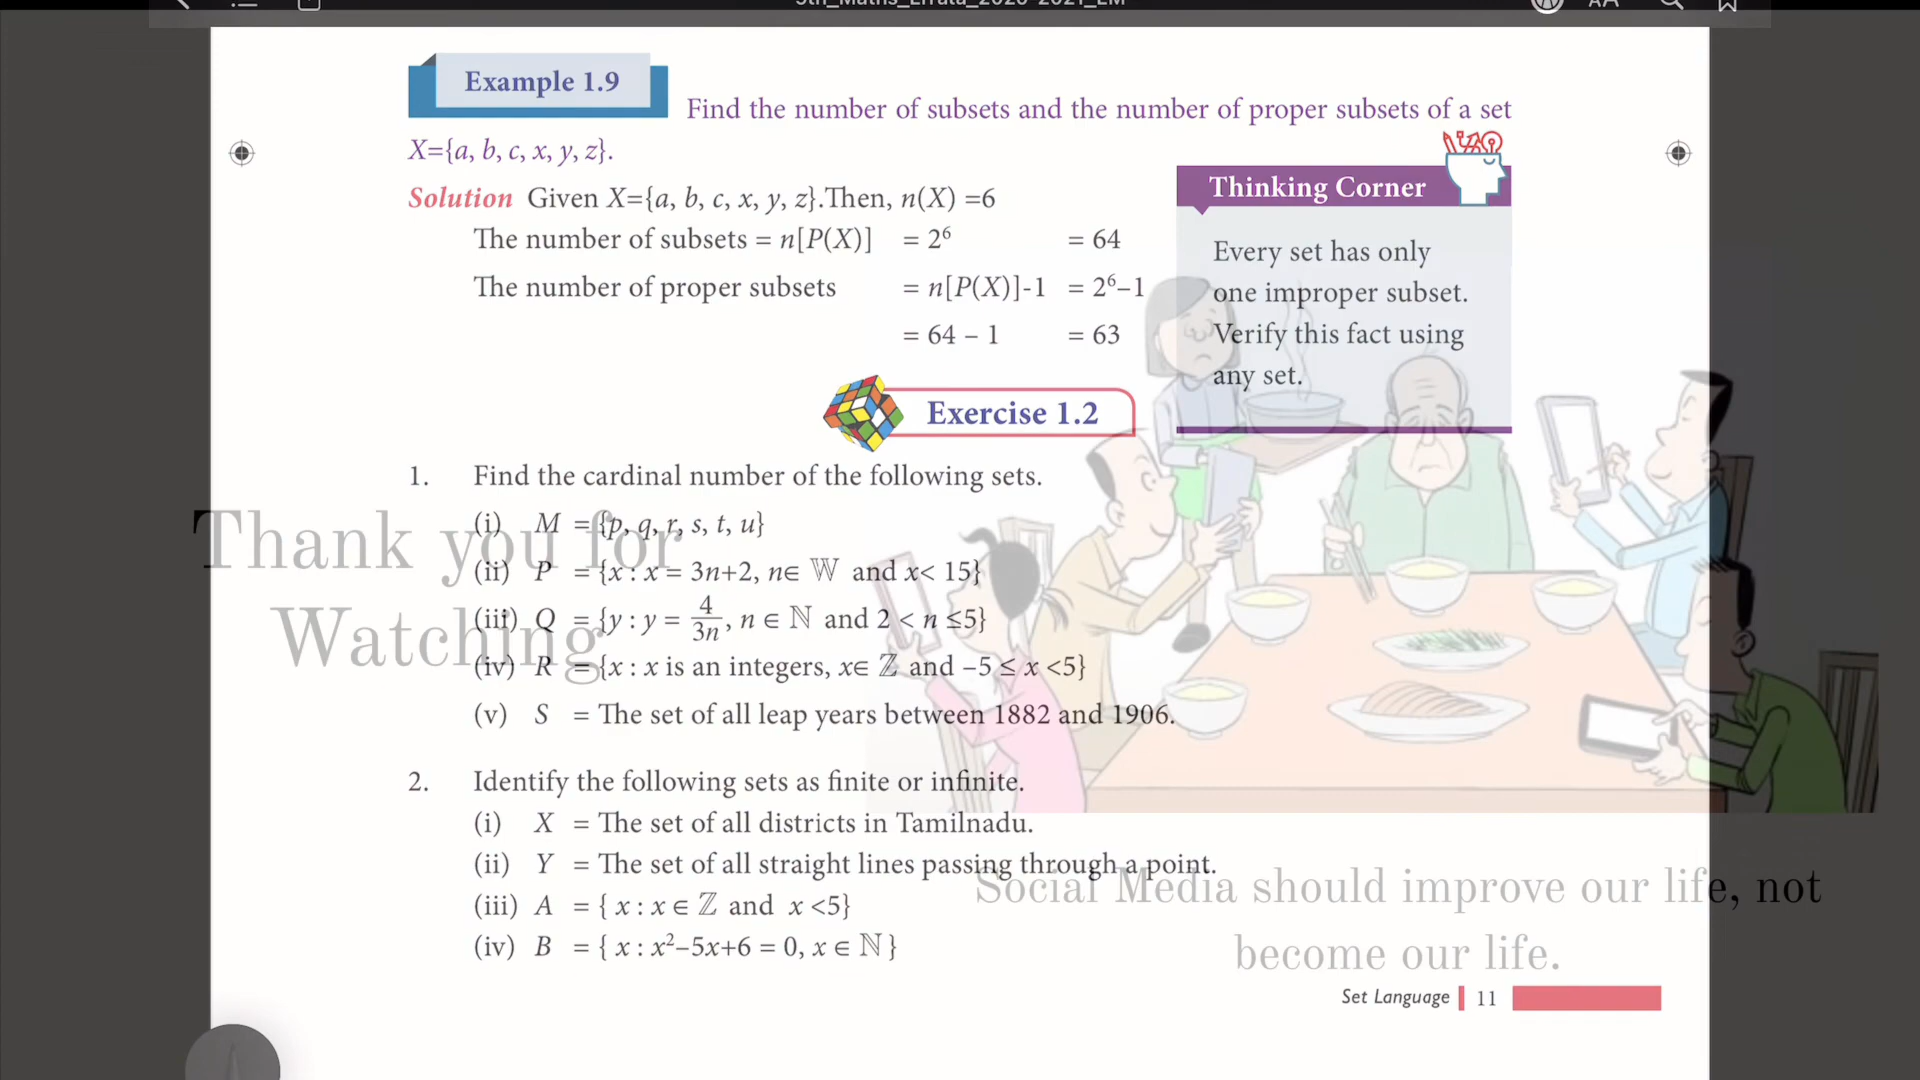 Example 1.9
Find the number of subsets and the number of proper subsets of a set
X={a, b, c, x, y, z}.
Solution Given X={a, b, c, x, y, z}.Then, n(X) =6
The number of subsets = n[P(X)] = 2⁶ = 64
The number of proper subsets = n[P(X)]-1 = 2⁶–1
= 64 – 1 = 63
Thinking Corner
Every set has only
one improper subset.
Verify this fact using
any set.
Exercise 1.2
1. Find the cardinal number of the following sets.
(i) M = {p, q, r, s, t, u}
(ii) P = {x : x = 3n+2, n∈ 𝕎 and x< 15}
(iii) Q = {y : y = 4/3n, n ∈ ℕ and 2 < n ≤5}
(iv) R = {x : x is an integers, x∈ ℤ and –5 ≤ x <5}
(v) S = The set of all leap years between 1882 and 1906.
2. Identify the following sets as finite or infinite.
(i) X = The set of all districts in Tamilnadu.
(ii) Y = The set of all straight lines passing through a point.
(iii) A = { x : x ∈ ℤ and x <5}
(iv) B = { x : x²–5x+6 = 0, x ∈ ℕ }
Set Language 11
Thank you for
Watching
Social Media should improve our life, not
become our life.